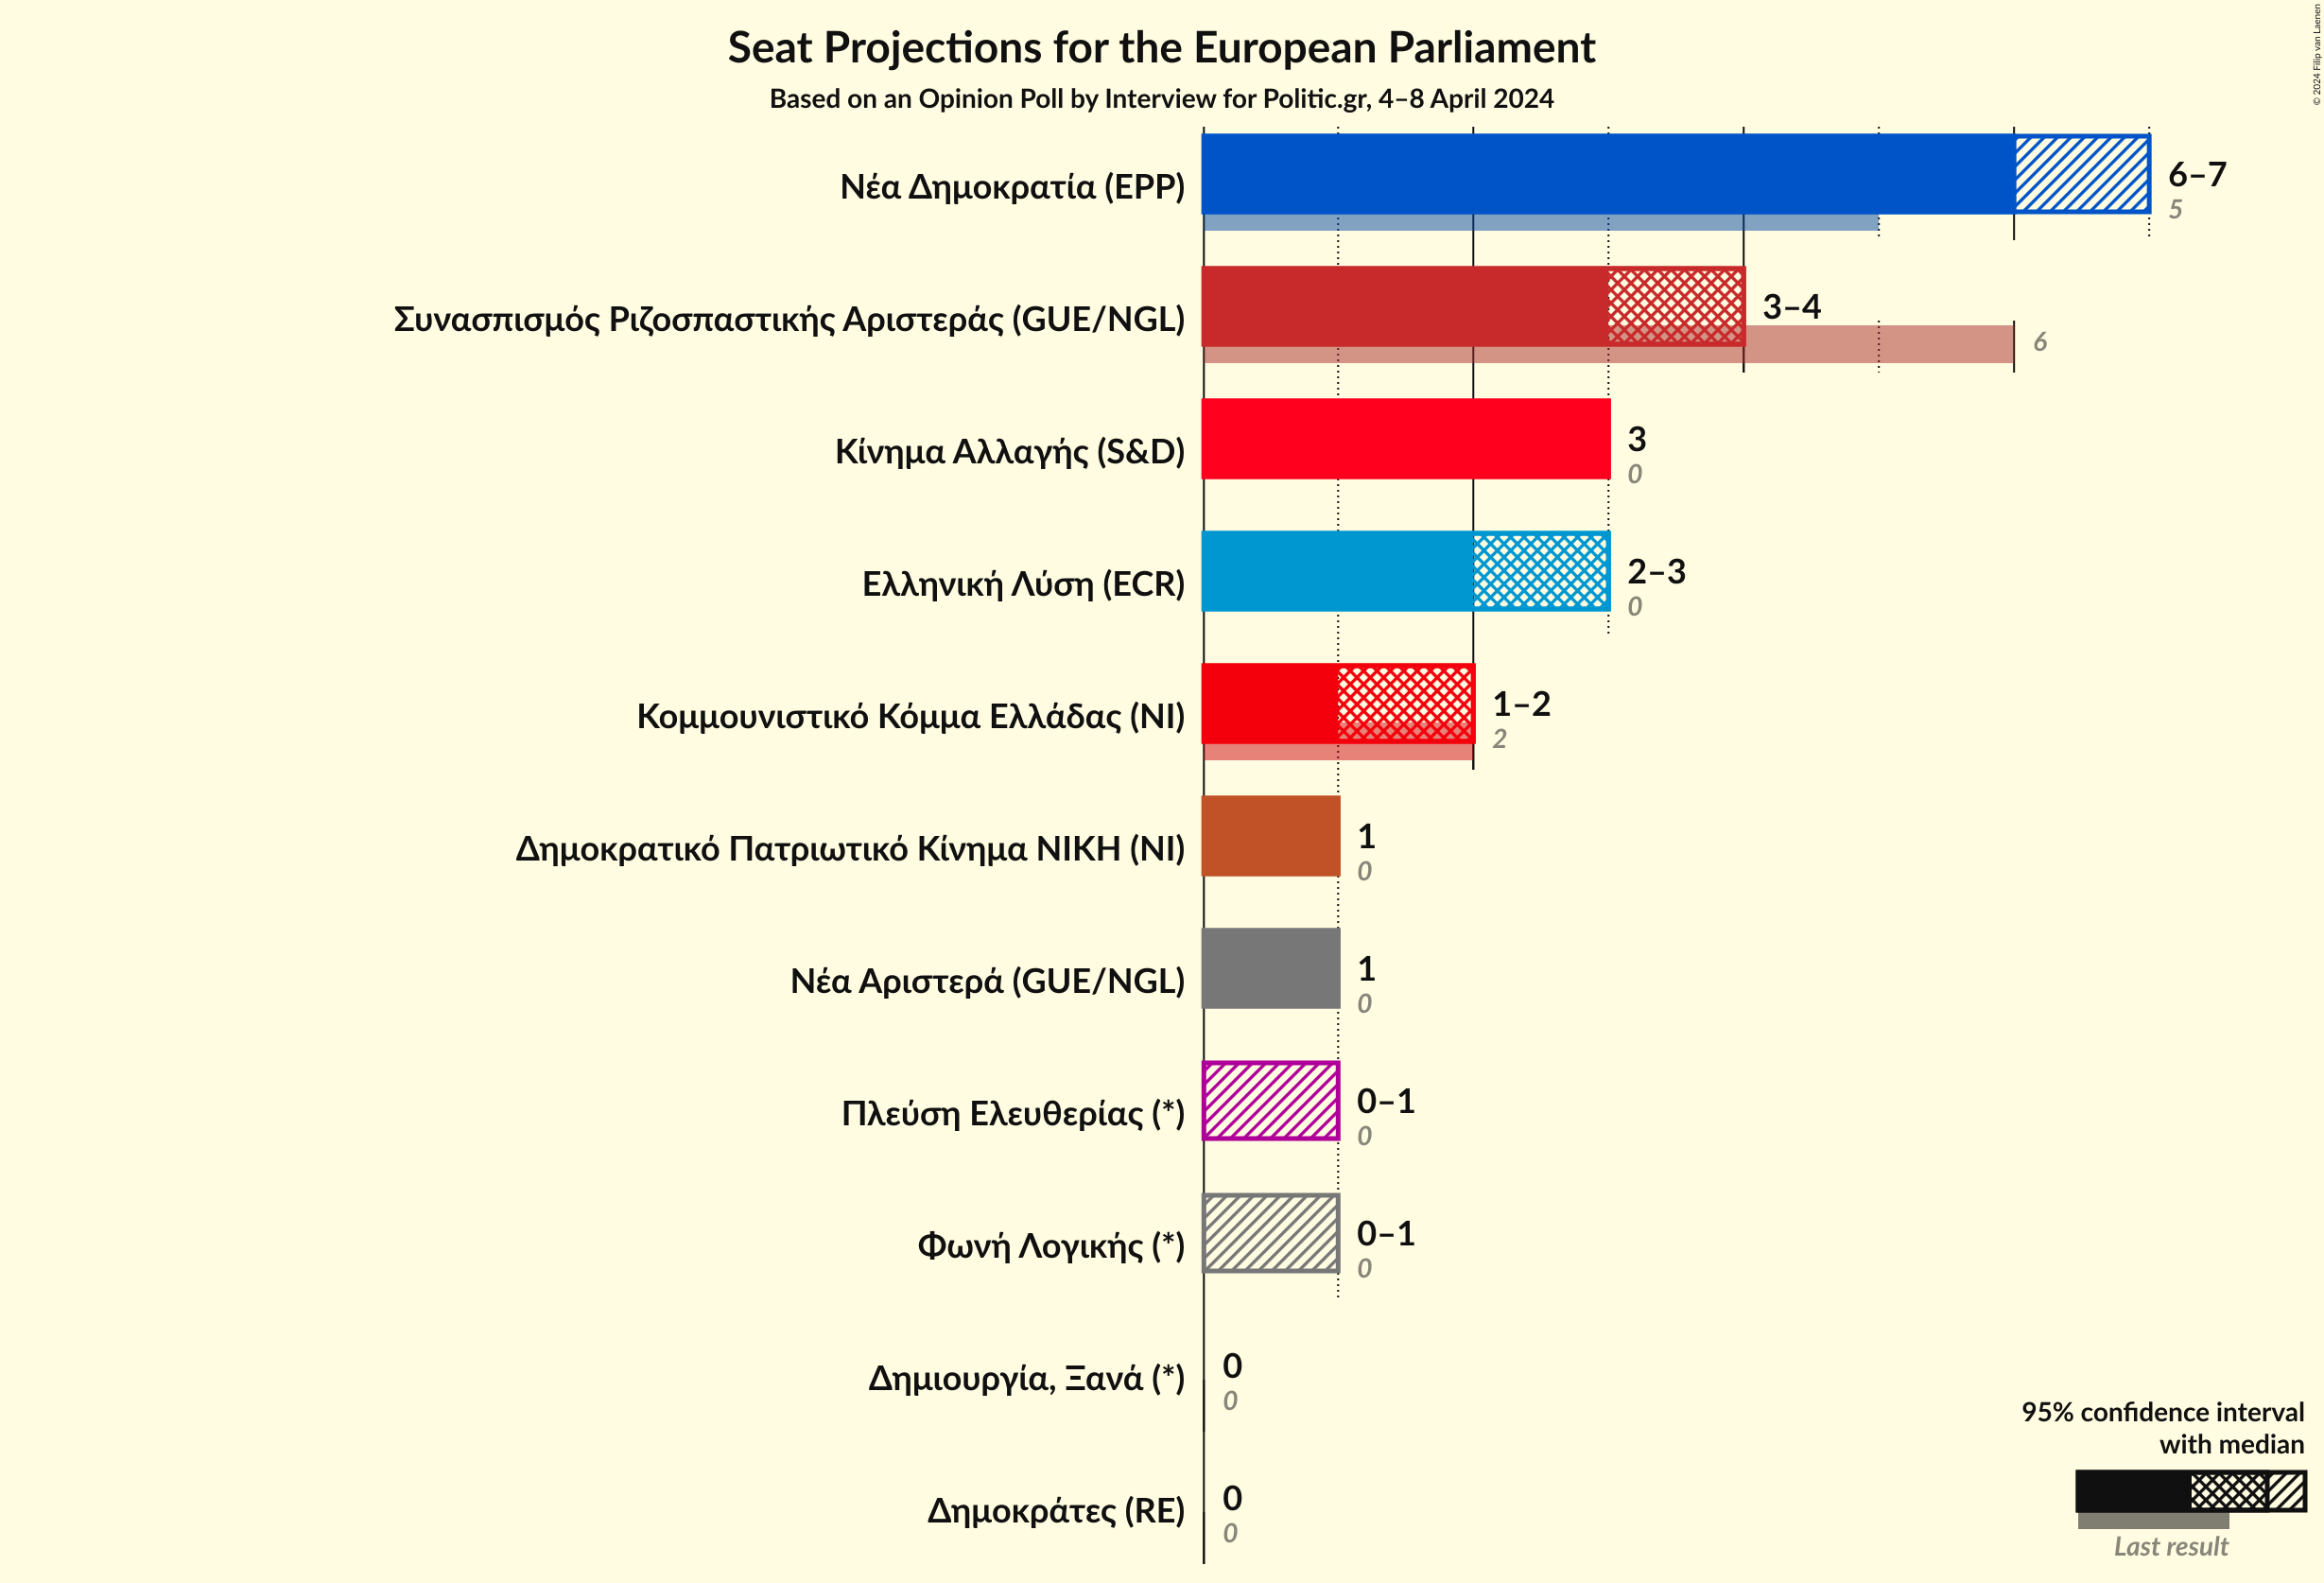 Seat Projections for the European Parliament
Based on an Opinion Poll by Interview for Politic.gr, 4–8 April 2024
© 2024 Filip van Laenen
Νέα Δημοκρατία (EPP)
6–7
5
Συνασπισμός Ριζοσπαστικής Αριστεράς (GUE/NGL)
3–4
6
Κίνημα Αλλαγής (S&D)
3
0
Ελληνική Λύση (ECR)
2–3
0
Κομμουνιστικό Κόμμα Ελλάδας (NI)
1–2
2
Δημοκρατικό Πατριωτικό Κίνημα ΝΙΚΗ (NI)
1
0
Νέα Αριστερά (GUE/NGL)
1
0
Πλεύση Ελευθερίας (*)
0–1
0
Φωνή Λογικής (*)
0–1
0
Δημιουργία, Ξανά (*)
0
0
Δημοκράτες (RE)
0
0
95% confidence interval
with median
Last result